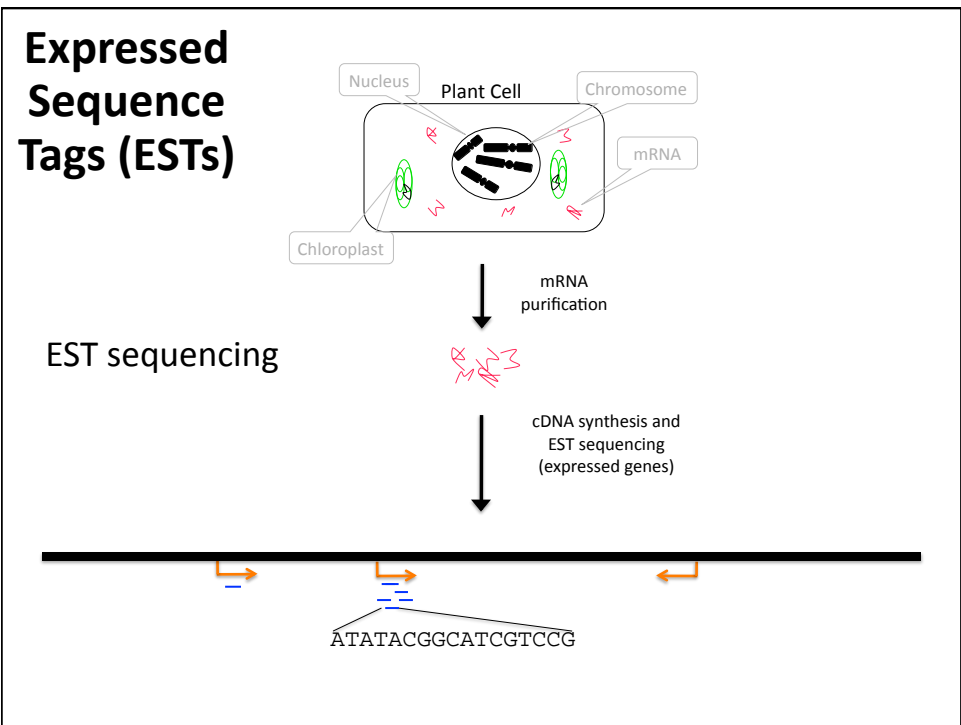 Expressed
Sequence
Tags (ESTs)
Nucleus
Plant Cell
Chromosome
mRNA
Chloroplast
mRNA
purification
EST sequencing
cDNA synthesis and
EST sequencing
(expressed genes)
ATATACGGCATCGTCCG